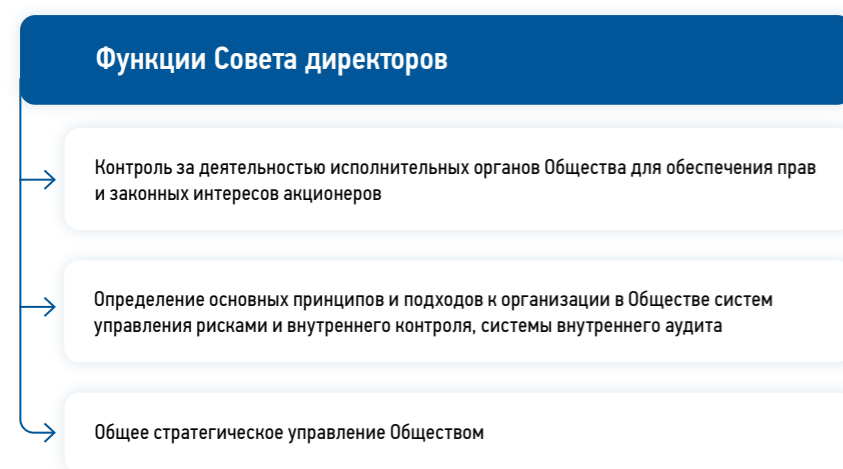 Функции Совета директоров
Контроль за деятельностью исполнительных органов Общества для обеспечения прав
и законных интересов акционеров
Определение основных принципов и подходов к организации в Обществе систем
управления рисками и внутреннего контроля, системы внутреннего аудита
Общее стратегическое управление Обществом